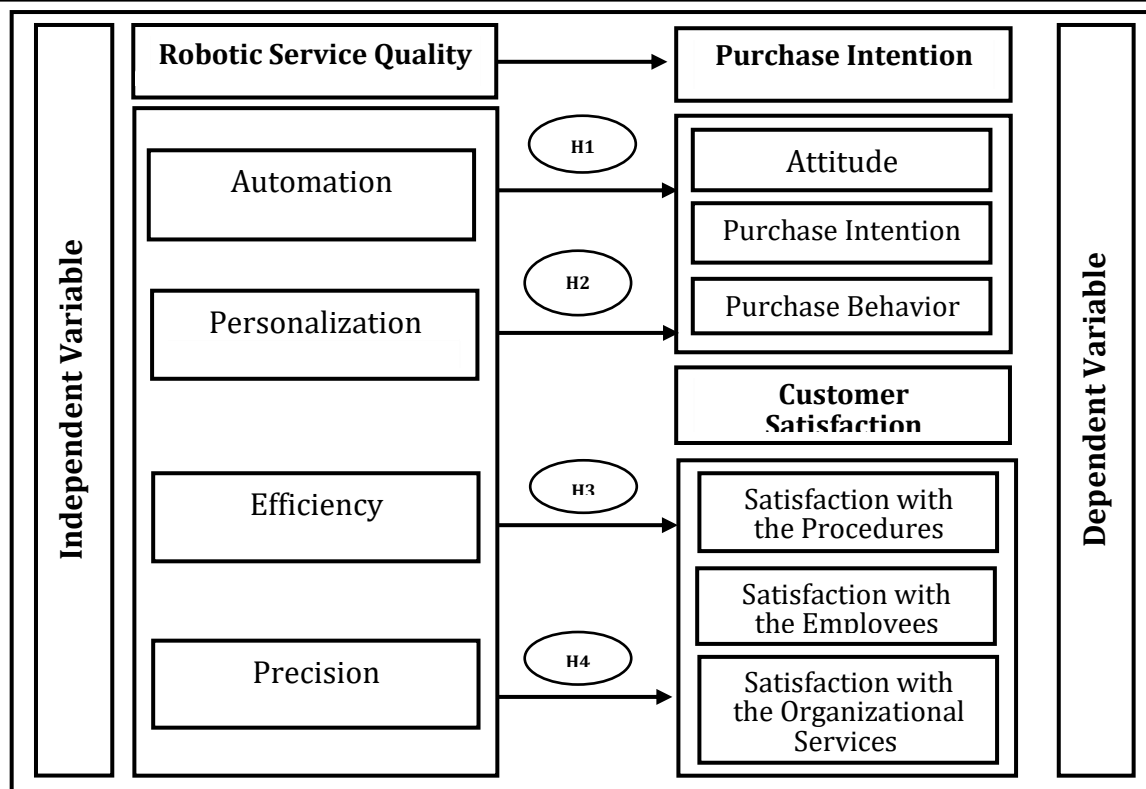 Independent Variable
Robotic Service Quality
Automation
Personalization
Efficiency
Precision
H1
H2
H3
H4
Purchase Intention
Attitude
Purchase Intention
Purchase Behavior
Customer
Satisfaction
Satisfaction with
the Procedures
Satisfaction with
the Employees
Satisfaction with
the Organizational
Services
Dependent Variable